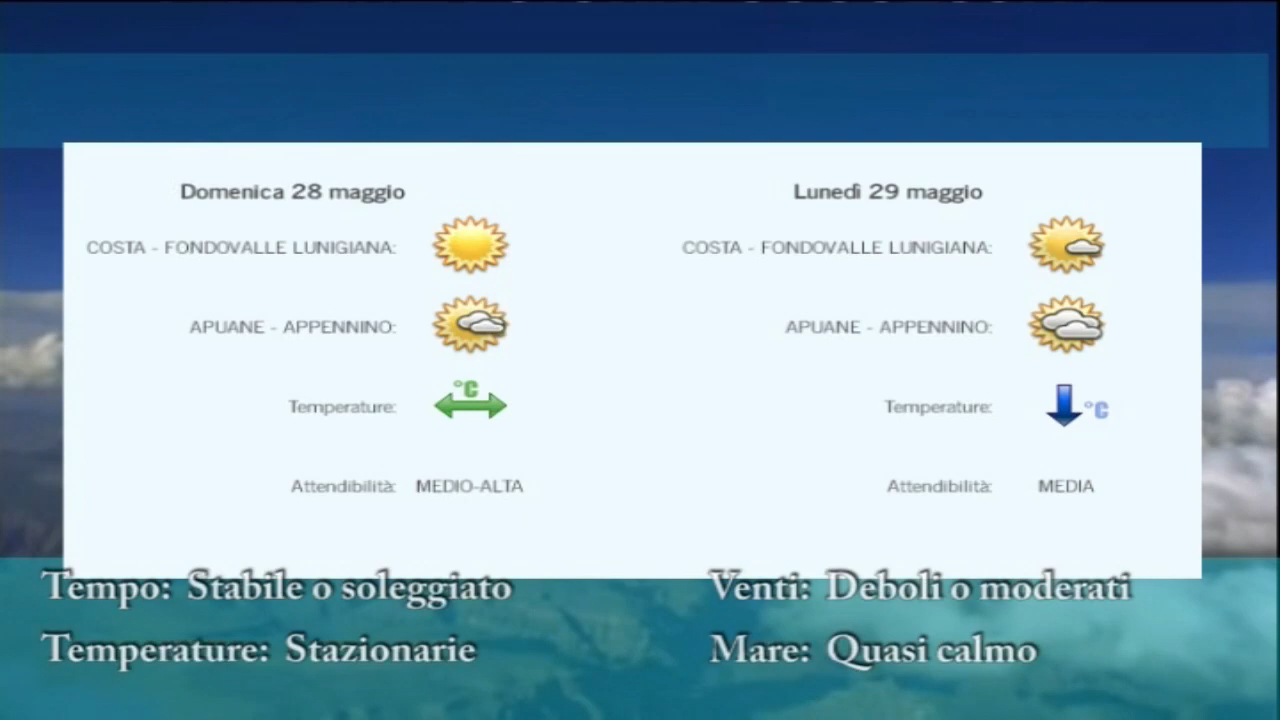 Domenica 28 maggio
COSTA - FONDOVALLE LUNIGIANA:
APUANE - APPENNINO:
°C
Temperature:
Attendibilità: MEDIO-ALTA
Lunedì 29 maggio
COSTA - FONDOVALLE LUNIGIANA:
APUANE - APPENNINO:
Temperature: °C
Attendibilità: MEDIA
Tempo: Stabile o soleggiato
Temperature: Stazionarie
Venti: Deboli o moderati
Mare: Quasi calmo